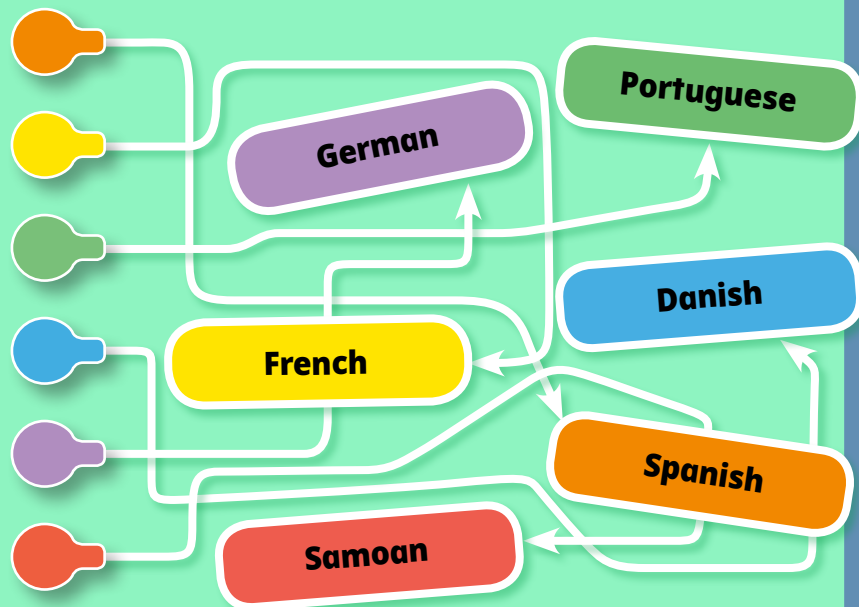 Portuguese
German
Danish
French
Spanish
Samoan